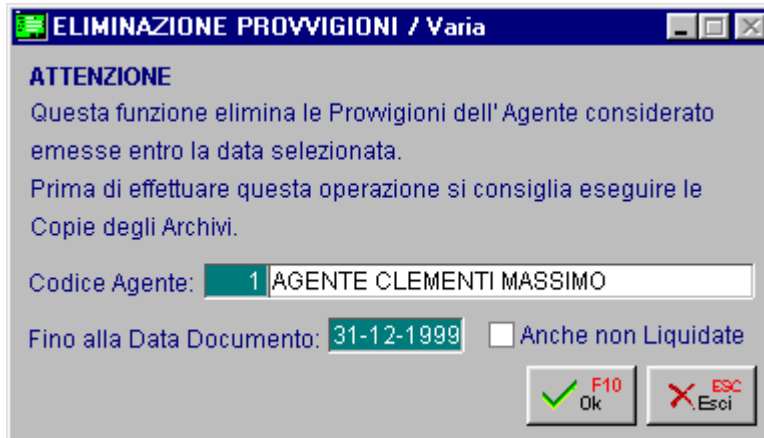 ELIMINAZIONE PROVVIGIONI / Varia
ATTENZIONE
Questa funzione elimina le Provvigioni dell' Agente considerato
emesse entro la data selezionata.
Prima di effettuare questa operazione si consiglia eseguire le
Copie degli Archivi.
Codice Agente: 1 AGENTE CLEMENTI MASSIMO
Fino alla Data Documento: 31-12-1999 Anche non Liquidate
F10 Ok ESC Esci